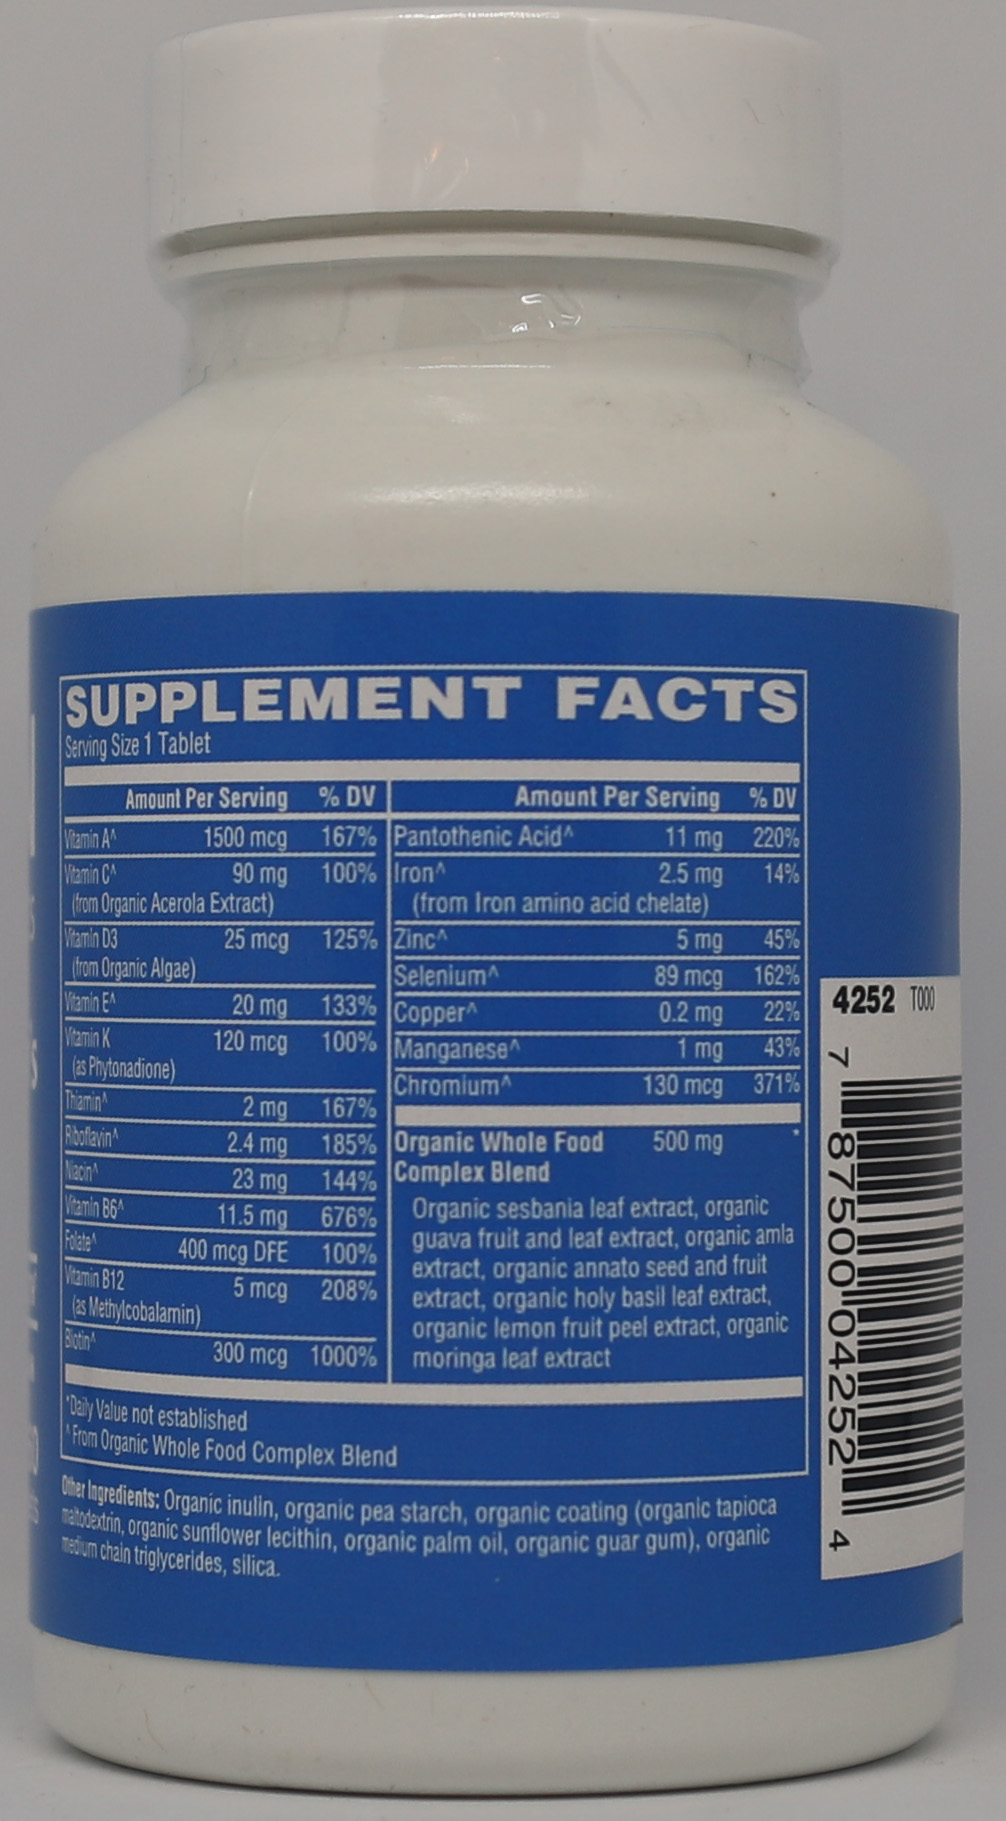 SUPPLEMENT FACTS
Serving Size 1 Tablet
Amount Per Serving % DV
Vitamin A^ 1500 mcg 167%
Vitamin C^ 90 mg 100%
(from Organic Acerola Extract)
Vitamin D3 25 mcg 125%
(from Organic Algae)
Vitamin E^ 20 mg 133%
Vitamin K 120 mcg 100%
(as Phytonadione)
Thiamin^ 2 mg 167%
Riboflavin^ 2.4 mg 185%
Niacin^ 23 mg 144%
Vitamin B6^ 11.5 mg 676%
Folate^ 400 mcg DFE 100%
Vitamin B12 5 mcg 208%
(as Methylcobalamin)
Biotin^ 300 mcg 1000%
Amount Per Serving % DV
Pantothenic Acid^ 11 mg 220%
Iron^ 2.5 mg 14%
(from Iron amino acid chelate)
Zinc^ 5 mg 45%
Selenium^ 89 mcg 162%
Copper^ 0.2 mg 22%
Manganese^ 1 mg 43%
Chromium^ 130 mcg 371%
Organic Whole Food 500 mg *
Complex Blend
Organic sesbania leaf extract, organic
guava fruit and leaf extract, organic amla
extract, organic annato seed and fruit
extract, organic holy basil leaf extract,
organic lemon fruit peel extract, organic
moringa leaf extract
*Daily Value not established
^ From Organic Whole Food Complex Blend
Other Ingredients: Organic inulin, organic pea starch, organic coating (organic tapioca
maltodextrin, organic sunflower lecithin, organic palm oil, organic guar gum), organic
medium chain triglycerides, silica.
4252 T000
7 87500 04252 4